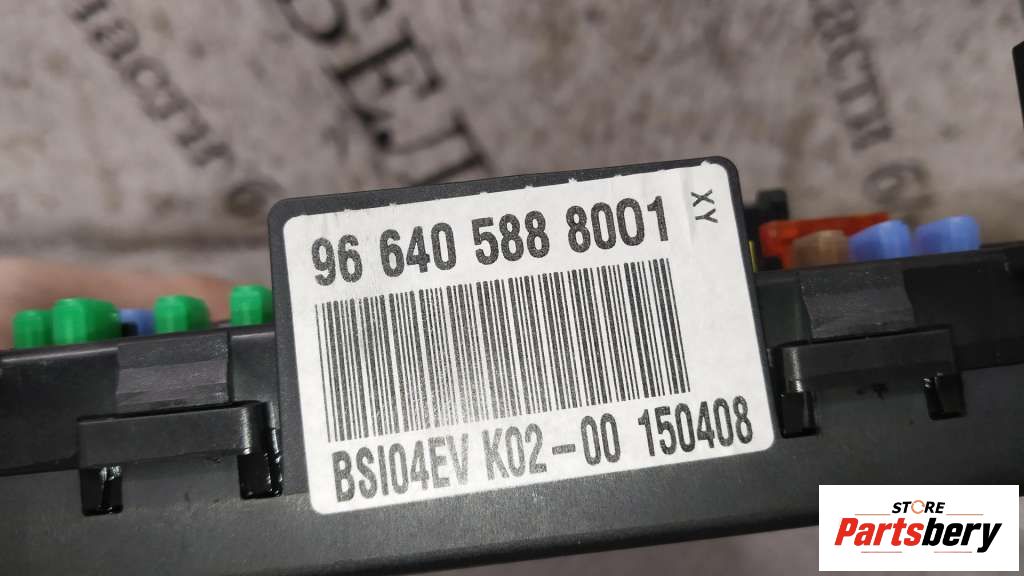 96 640 588 8001
XY
BSI04EV K02-00 150408
STORE
Partsbery